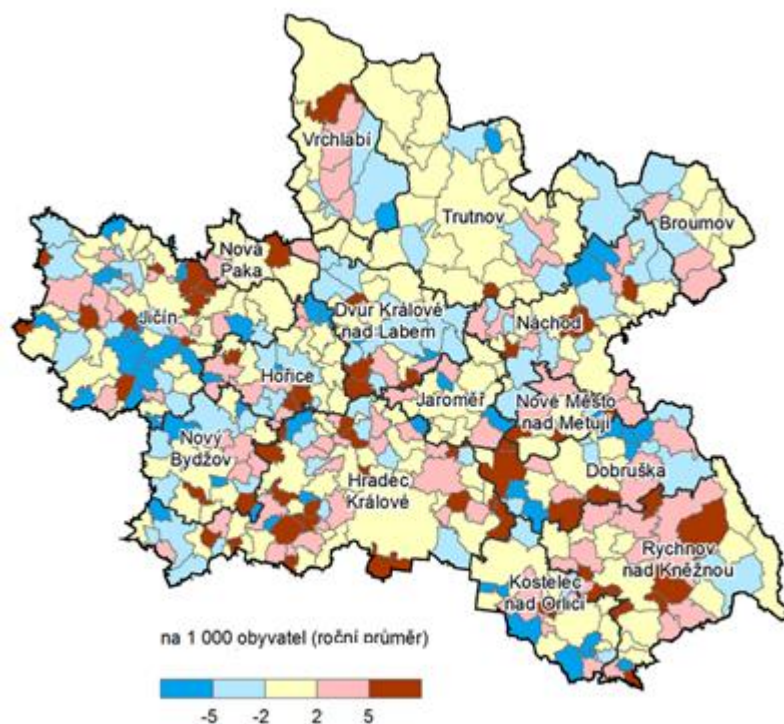 Vrchlabí
Trutnov
Broumov
Nová
Paka
Jičín
Dvůr Králové
nad Labem
Náchod
Hořice
Jaroměř
Nové Město
nad Metují
Nový
Bydžov
Hradec
Králové
Dobruška
Rychnov
nad Kněžnou
Kostelec
nad Orlicí
na 1 000 obyvatel (roční průměr)
-5 -2 2 5